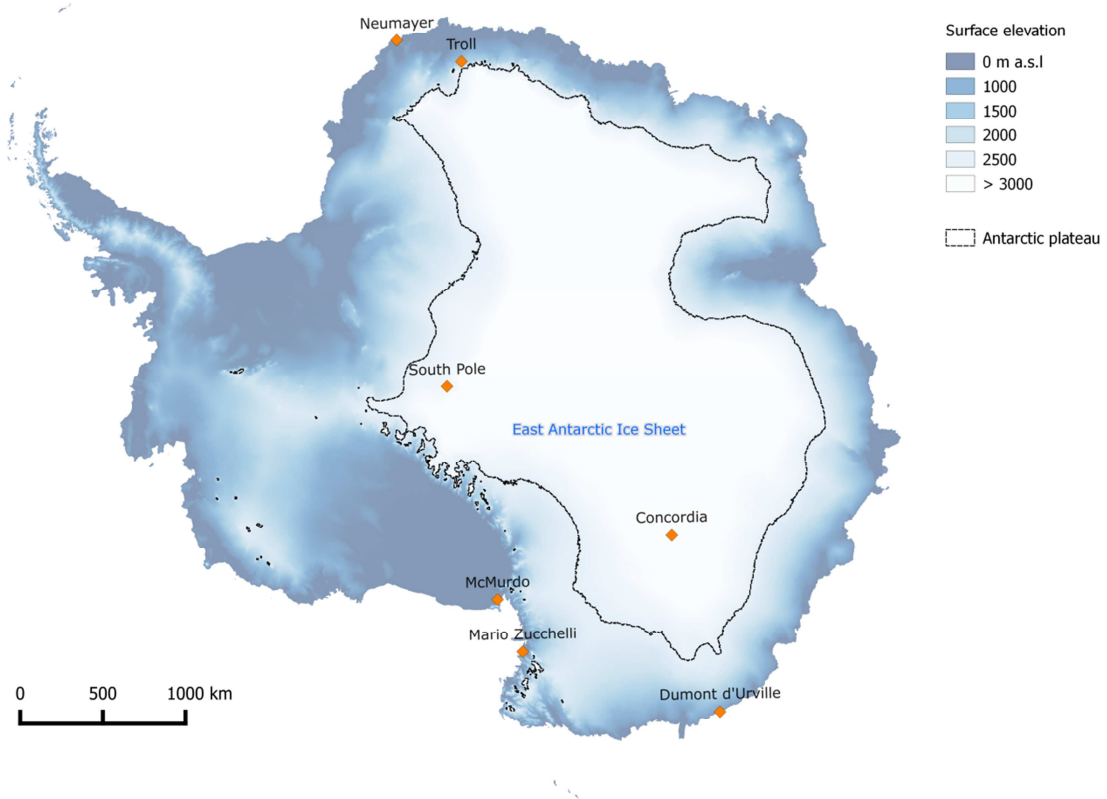 Neumayer
Troll
Surface elevation
0 m a.s.l
1000
1500
2000
2500
> 3000
Antarctic plateau
South Pole
East Antarctic Ice Sheet
Concordia
McMurdo
Mario Zucchelli
Dumont d'Urville
0 500 1000 km